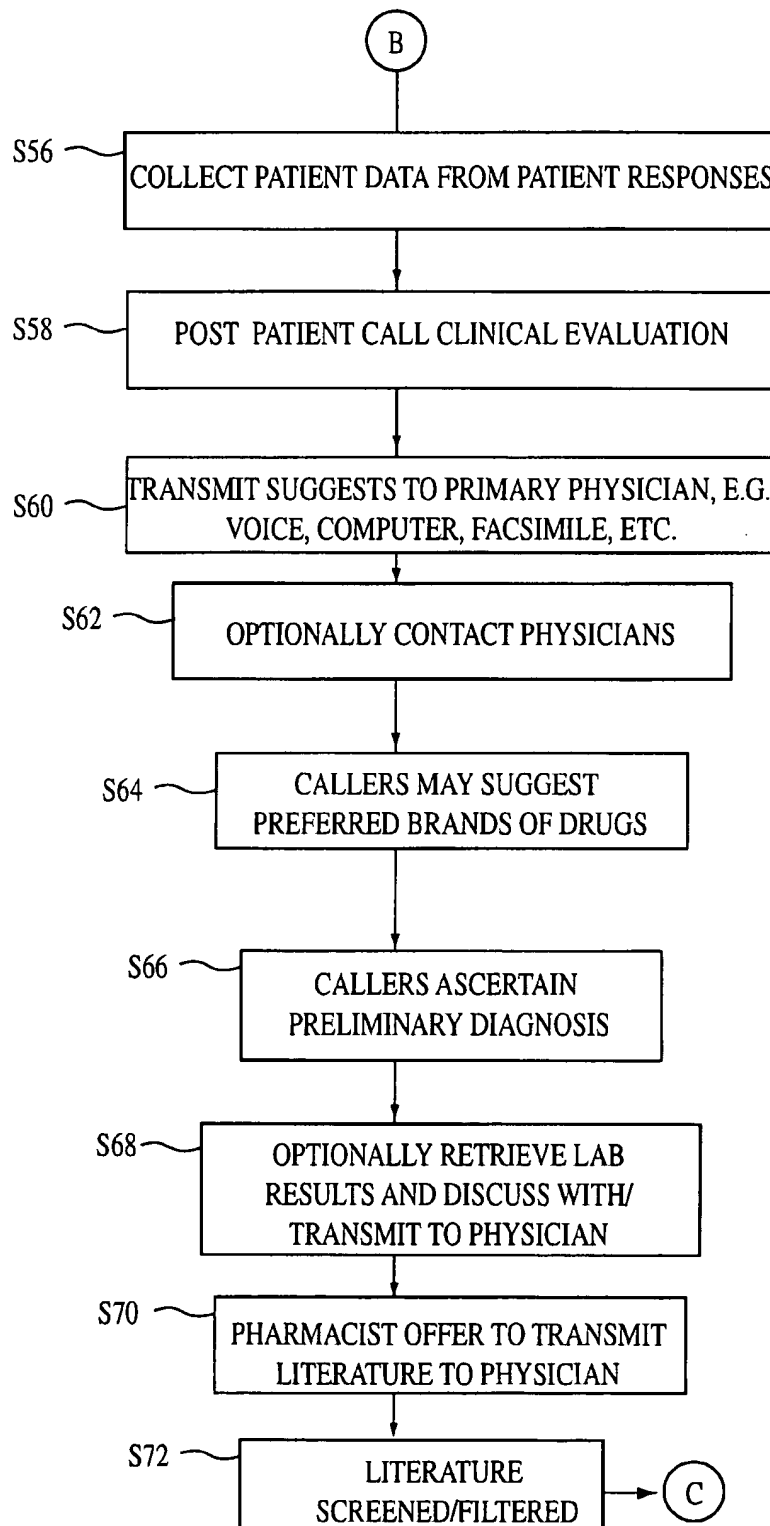 B
S56
COLLECT PATIENT DATA FROM PATIENT RESPONSES
S58
POST PATIENT CALL CLINICAL EVALUATION
S60
TRANSMIT SUGGESTS TO PRIMARY PHYSICIAN, E.G.
VOICE, COMPUTER, FACSIMILE, ETC.
S62
OPTIONALLY CONTACT PHYSICIANS
S64
CALLERS MAY SUGGEST
PREFERRED BRANDS OF DRUGS
S66
CALLERS ASCERTAIN
PRELIMINARY DIAGNOSIS
S68
OPTIONALLY RETRIEVE LAB
RESULTS AND DISCUSS WITH/
TRANSMIT TO PHYSICIAN
S70
PHARMACIST OFFER TO TRANSMIT
LITERATURE TO PHYSICIAN
S72
LITERATURE
SCREENED/FILTERED
C